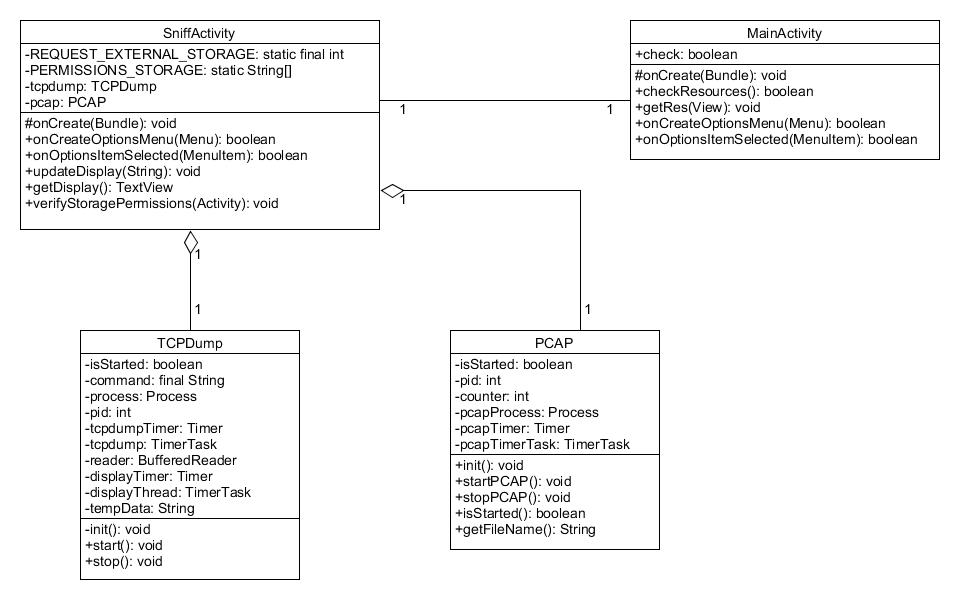 SniffActivity
-REQUEST_EXTERNAL_STORAGE: static final int
-PERMISSIONS_STORAGE: static String[]
-tcpdump: TCPDump
-pcap: PCAP
#onCreate(Bundle): void
+onCreateOptionsMenu(Menu): boolean
+onOptionsItemSelected(MenuItem): boolean
+updateDisplay(String): void
+getDisplay(): TextView
+verifyStoragePermissions(Activity): void
1
1
MainActivity
+check: boolean
#onCreate(Bundle): void
+checkResources(): boolean
+getRes(View): void
+onCreateOptionsMenu(Menu): boolean
+onOptionsItemSelected(MenuItem): boolean
1
1
1
1
TCPDump
-isStarted: boolean
-command: final String
-process: Process
-pid: int
-tcpdumpTimer: Timer
-tcpdump: TimerTask
-reader: BufferedReader
-displayTimer: Timer
-displayThread: TimerTask
-tempData: String
-init(): void
+start(): void
+stop(): void
PCAP
-isStarted: boolean
-pid: int
-counter: int
-pcapProcess: Process
-pcapTimer: Timer
-pcapTimerTask: TimerTask
+init(): void
+startPCAP(): void
+stopPCAP(): void
+isStarted(): boolean
+getFileName(): String